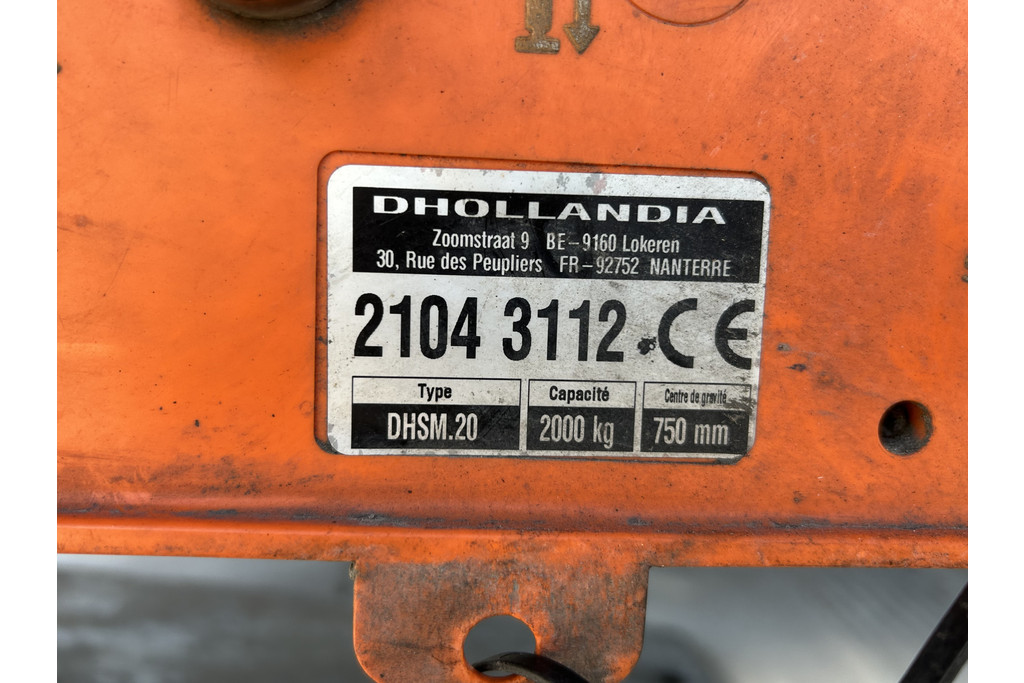 DHOLLANDIA
Zoomstraat 9 BE-9160 Lokeren
30, Rue des Peupliers FR-92752 NANTERRE
2104 3112 CE
Type Capacité Centre de gravité
DHSM.20 2000 kg 750 mm